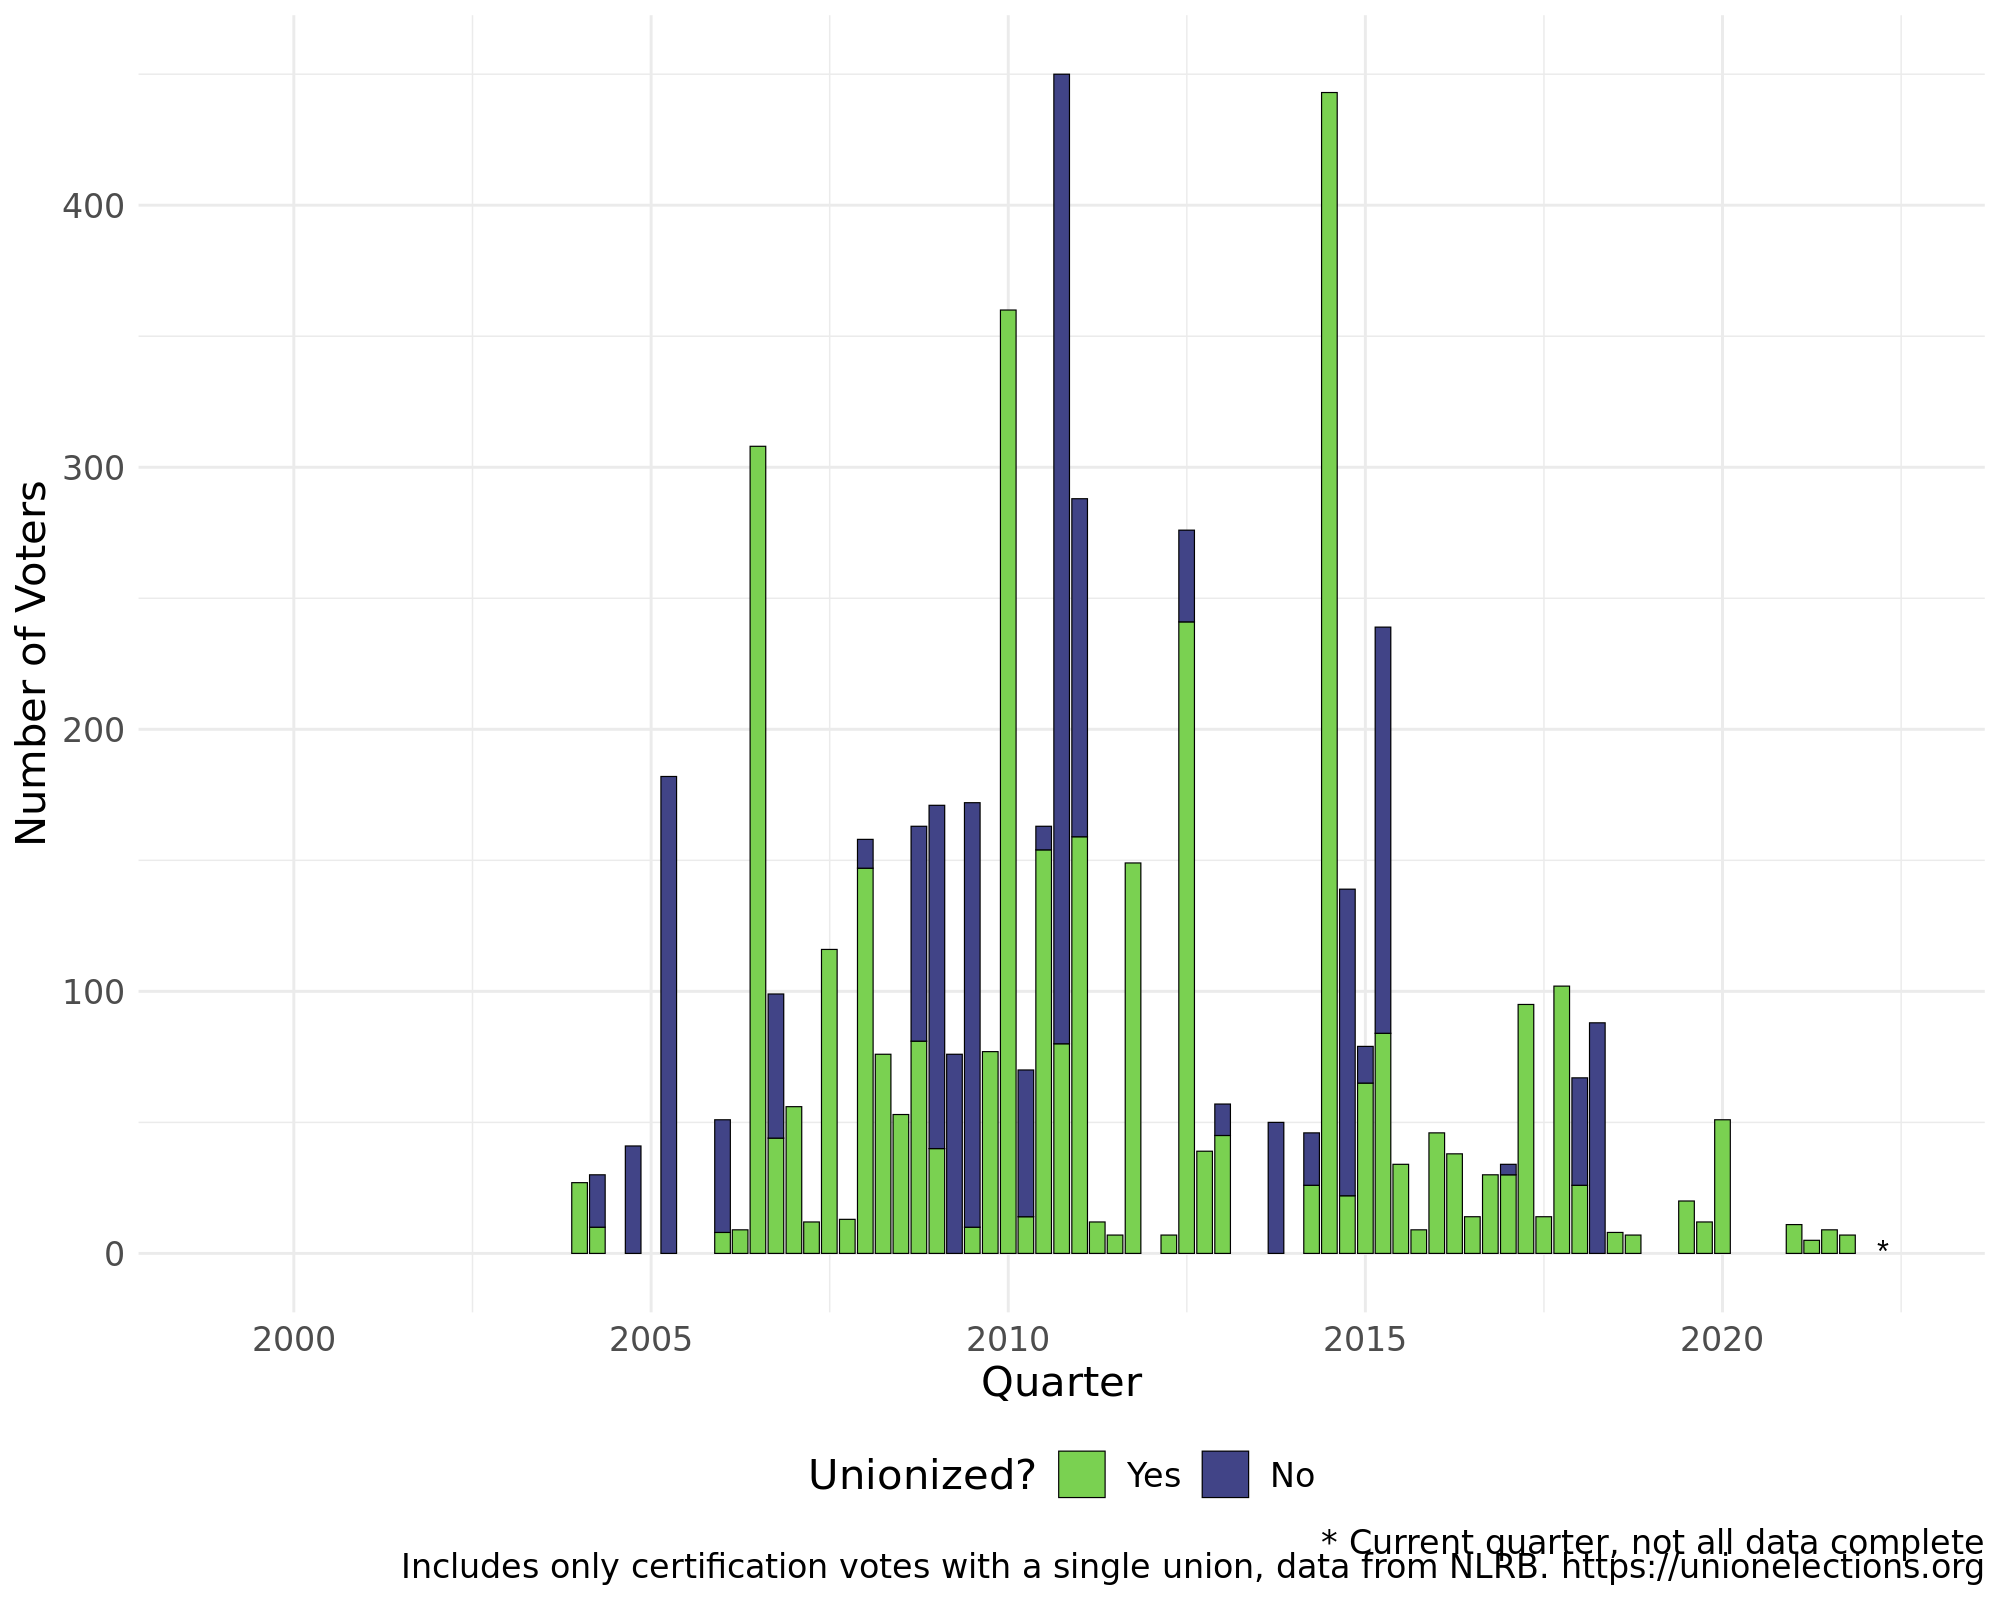 400
300
200
100
0
Number of Voters
*
2000 2005 2010 2015 2020
Quarter
Unionized? Yes No
* Current quarter, not all data complete
Includes only certification votes with a single union, data from NLRB. https://unionelections.org